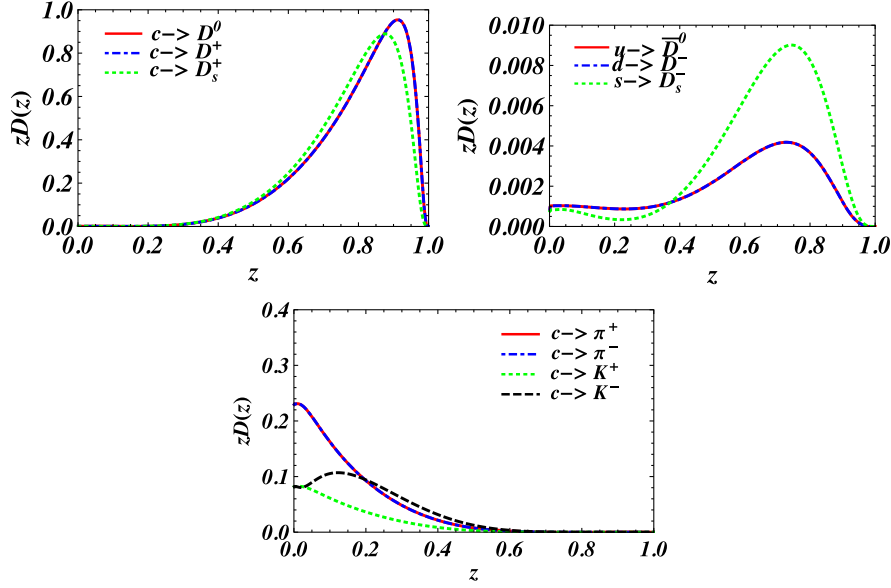 1.0
0.8
0.6
0.4
0.2
0.0
zD(z)
c−> D⁰
c−> D⁺
c−> Dₛ⁺
0.0 0.2 0.4 0.6 0.8 1.0
z
0.010
0.008
0.006
0.004
0.002
0.000
zD(z)
u−> D̅⁰
d−> D⁻
s−> Dₛ⁻
0.0 0.2 0.4 0.6 0.8 1.0
z
0.4
0.3
0.2
0.1
0.0
zD(z)
c−> π⁺
c−> π⁻
c−> K⁺
c−> K⁻
0.0 0.2 0.4 0.6 0.8 1.0
z